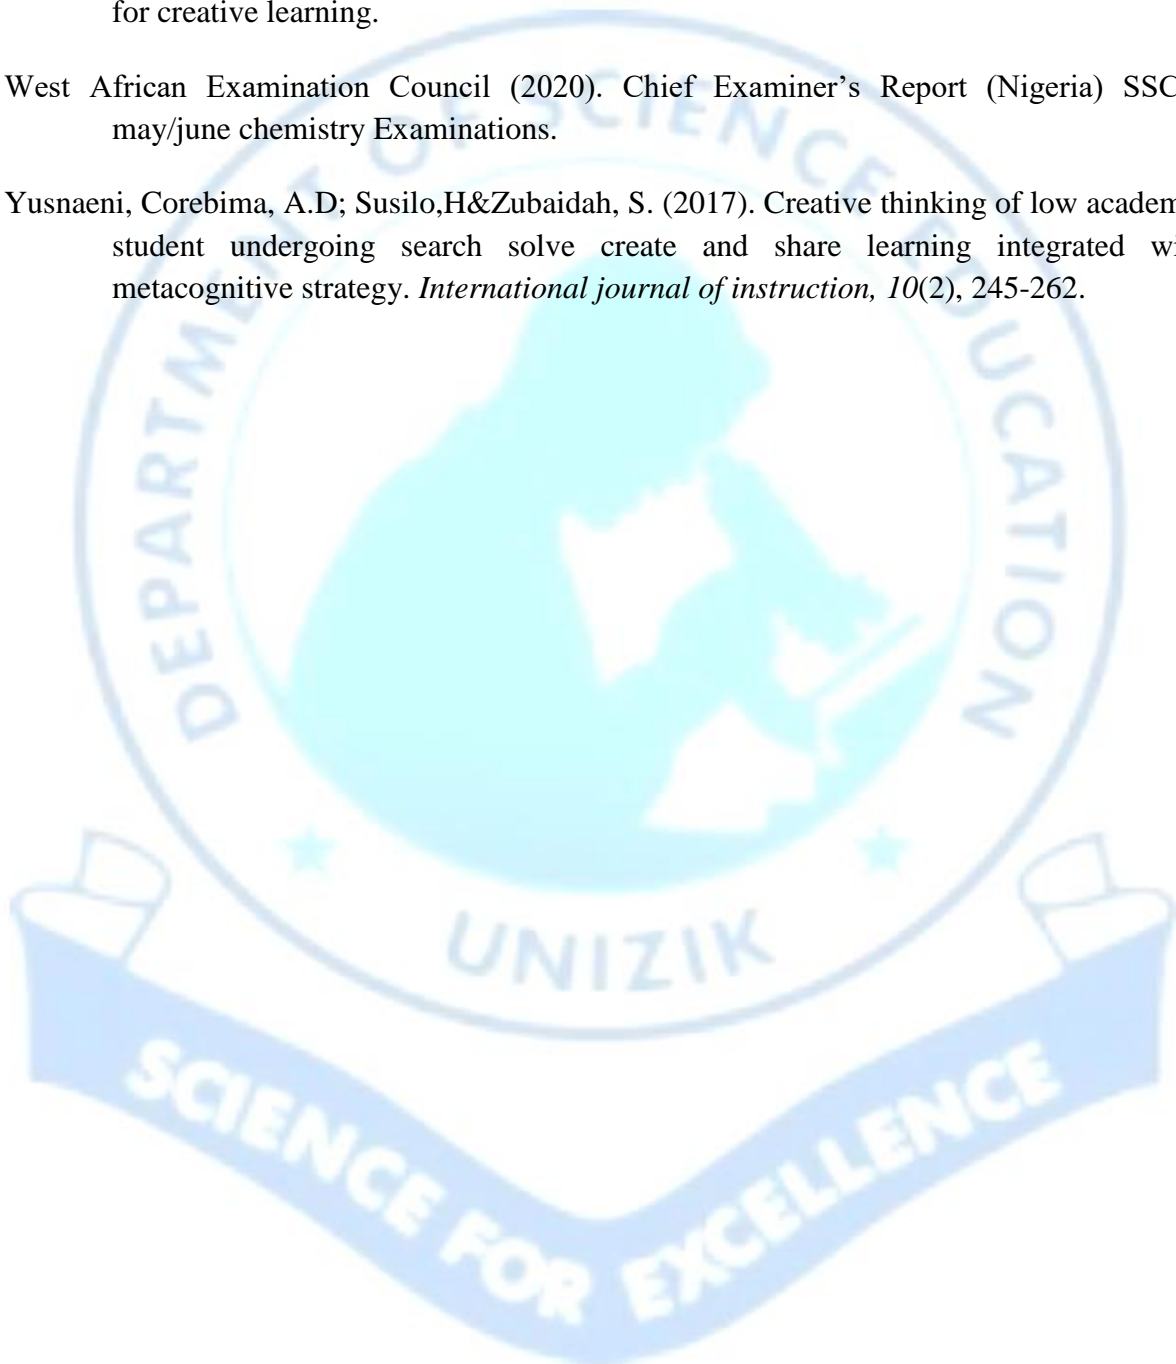 for creative learning.
West African Examination Council (2020). Chief Examiner's Report (Nigeria) SSC
may/june chemistry Examinations.
Yusnaeni, Corebima, A.D; Susilo,H&Zubaidah, S. (2017). Creative thinking of low academ
student undergoing search solve create and share learning integrated wi
metacognitive strategy. International journal of instruction, 10(2), 245-262.
DEPARTMENT OF SCIENCE EDUCATION
UNIZIK
SCIENCE FOR EXCELLENCE